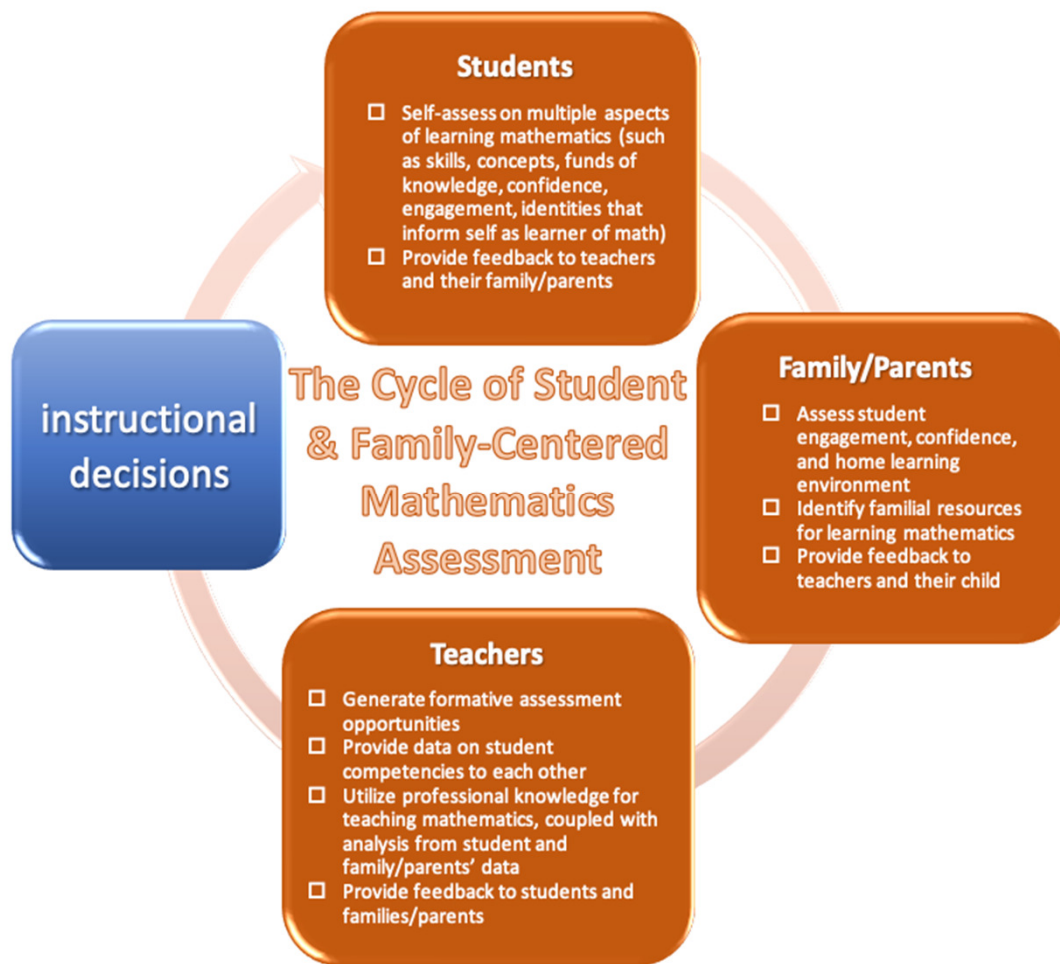 Students
☐ Self-assess on multiple aspects
of learning mathematics (such
as skills, concepts, funds of
knowledge, confidence,
engagement, identities that
inform self as learner of math)
☐ Provide feedback to teachers
and their family/parents
Family/Parents
☐ Assess student
engagement, confidence,
and home learning
environment
☐ Identify familial resources
for learning mathematics
☐ Provide feedback to
teachers and their child
Teachers
☐ Generate formative assessment
opportunities
☐ Provide data on student
competencies to each other
☐ Utilize professional knowledge for
teaching mathematics, coupled with
analysis from student and
family/parents’ data
☐ Provide feedback to students and
families/parents
instructional
decisions
The Cycle of Student
& Family-Centered
Mathematics
Assessment